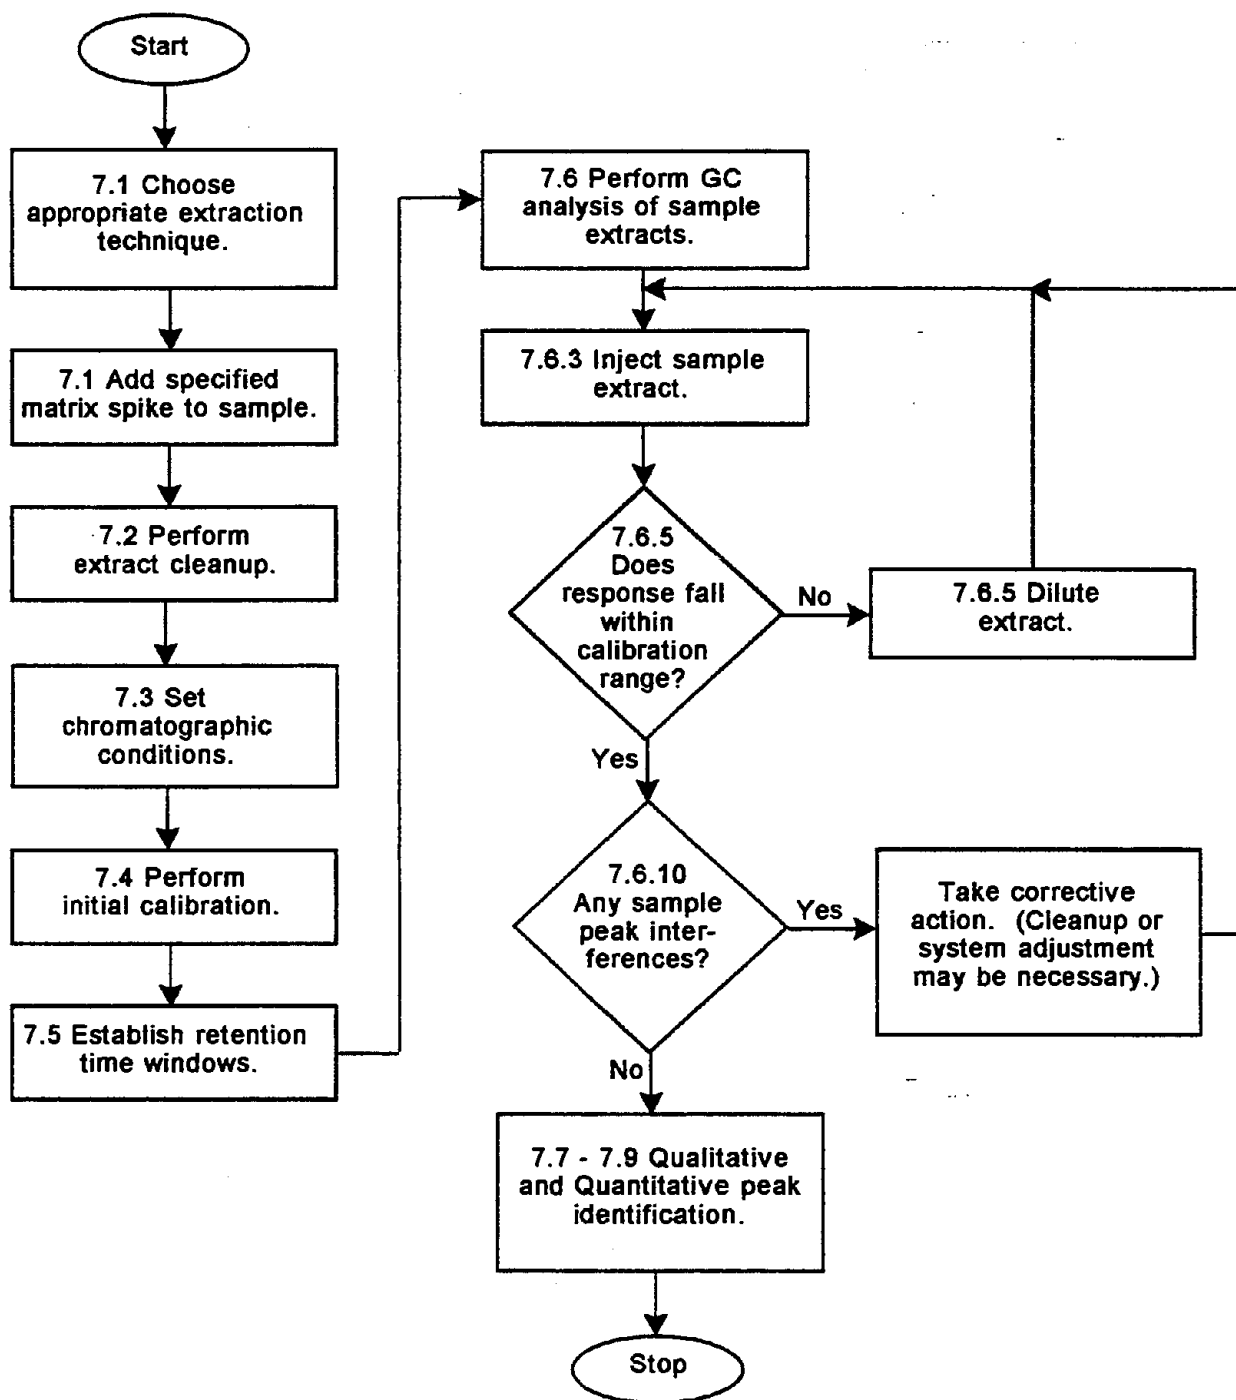 Start
7.1 Choose
appropriate extraction
technique.
7.1 Add specified
matrix spike to sample.
7.2 Perform
extract cleanup.
7.3 Set
chromatographic
conditions.
7.4 Perform
initial calibration.
7.5 Establish retention
time windows.
7.6 Perform GC
analysis of sample
extracts.
7.6.3 Inject sample
extract.
7.6.5
Does
response fall
within
calibration
range?
No
7.6.5 Dilute
extract.
Yes
7.6.10
Any sample
peak inter-
ferences?
Yes
Take corrective
action. (Cleanup or
system adjustment
may be necessary.)
No
7.7 - 7.9 Qualitative
and Quantitative peak
identification.
Stop